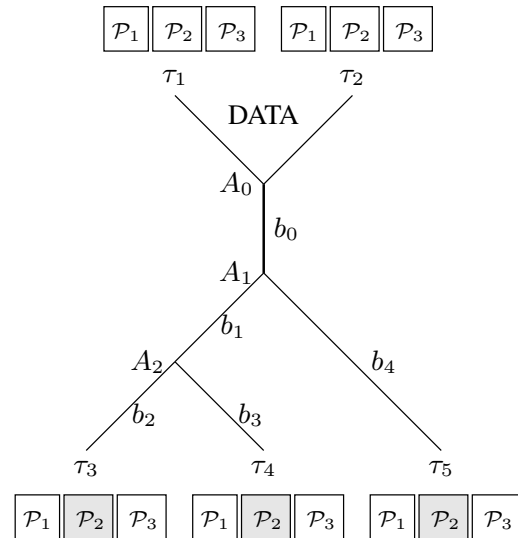 𝒫₁ 𝒫₂ 𝒫₃ 𝒫₁ 𝒫₂ 𝒫₃
τ₁ τ₂
DATA
A₀
b₀
A₁
b₁
A₂ b₄
b₂ b₃
τ₃ τ₄ τ₅
𝒫₁ 𝒫₂ 𝒫₃ 𝒫₁ 𝒫₂ 𝒫₃ 𝒫₁ 𝒫₂ 𝒫₃